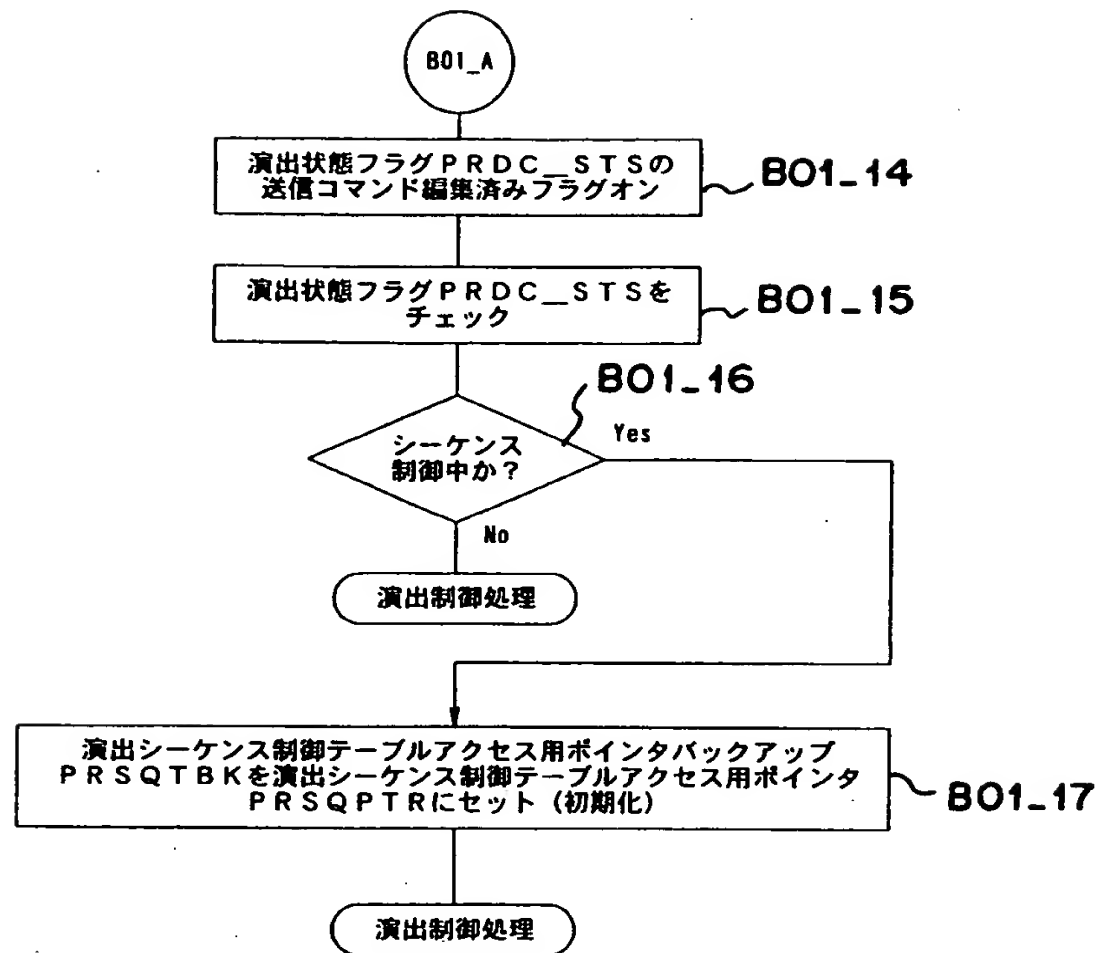 B01_A
演出状態フラグPRDC__STSの
送信コマンド編集済みフラグオン
B01_14
演出状態フラグPRDC__STSを
チェック
B01_15
B01_16
シーケンス
制御中か?
Yes
No
演出制御処理
演出シーケンス制御テーブルアクセス用ポインタバックアップ
PRSQTBKを演出シーケンス制御テーブルアクセス用ポインタ
PRSQPTRにセット(初期化)
B01_17
演出制御処理